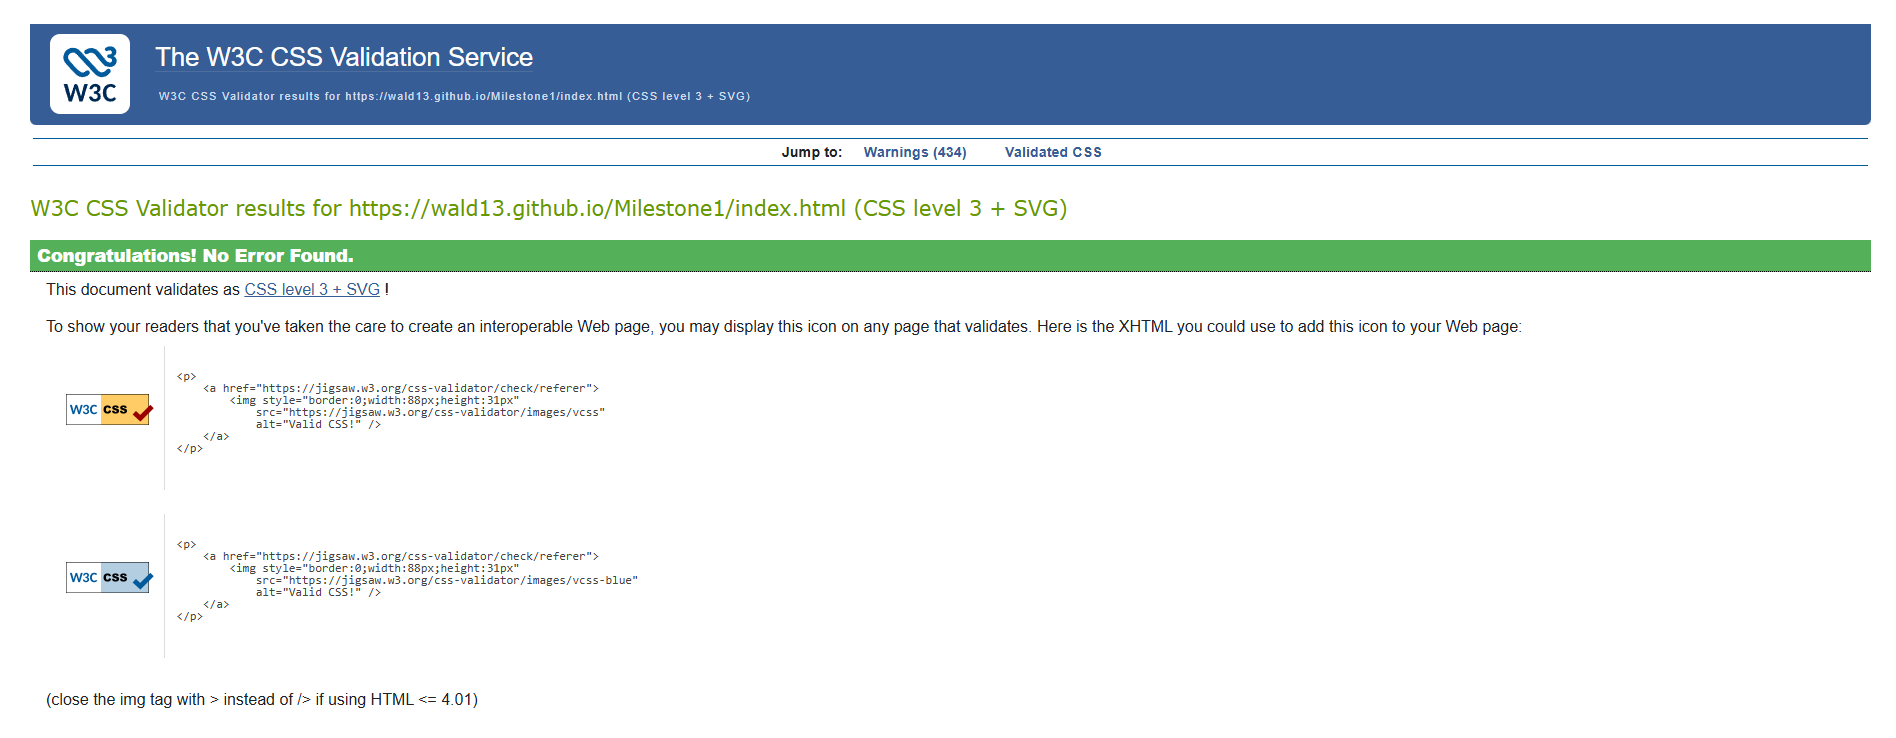 W3C
The W3C CSS Validation Service
W3C CSS Validator results for https://wald13.github.io/Milestone1/index.html (CSS level 3 + SVG)
Jump to: Warnings (434) Validated CSS
W3C CSS Validator results for https://wald13.github.io/Milestone1/index.html (CSS level 3 + SVG)
Congratulations! No Error Found.
This document validates as CSS level 3 + SVG !
To show your readers that you've taken the care to create an interoperable Web page, you may display this icon on any page that validates. Here is the XHTML you could use to add this icon to your Web page:
W3C css
<p>
<a href="https://jigsaw.w3.org/css-validator/check/referer">
<img style="border:0;width:88px;height:31px"
src="https://jigsaw.w3.org/css-validator/images/vcss"
alt="Valid CSS!" />
</a>
</p>
W3C css
<p>
<a href="https://jigsaw.w3.org/css-validator/check/referer">
<img style="border:0;width:88px;height:31px"
src="https://jigsaw.w3.org/css-validator/images/vcss-blue"
alt="Valid CSS!" />
</a>
</p>
(close the img tag with > instead of /> if using HTML <= 4.01)